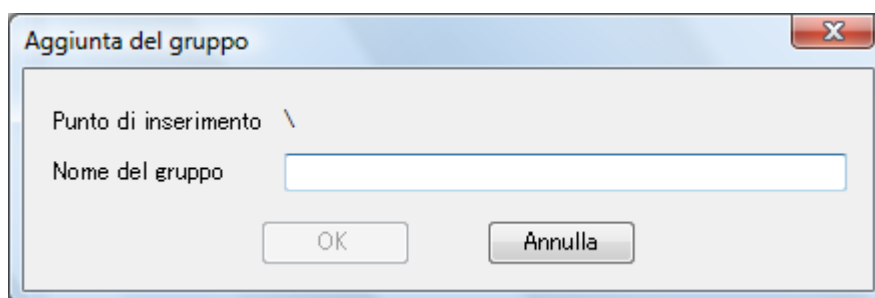 Aggiunta del gruppo
Punto di inserimento \
Nome del gruppo
OK Annulla